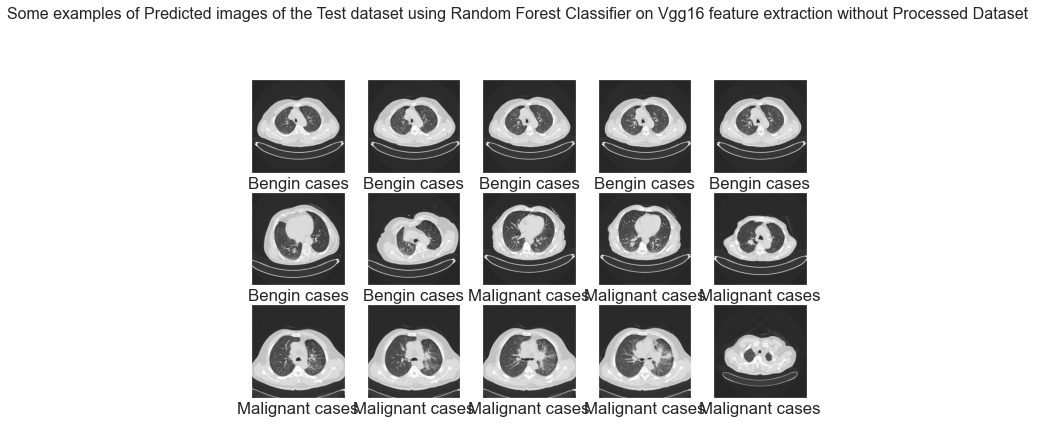 Some examples of Predicted images of the Test dataset using Random Forest Classifier on Vgg16 feature extraction without Processed Dataset
Bengin cases Bengin cases Bengin cases Bengin cases Bengin cases
Bengin cases Bengin cases Malignant cases Malignant cases Malignant cases
Malignant cases Malignant cases Malignant cases Malignant cases Malignant cases